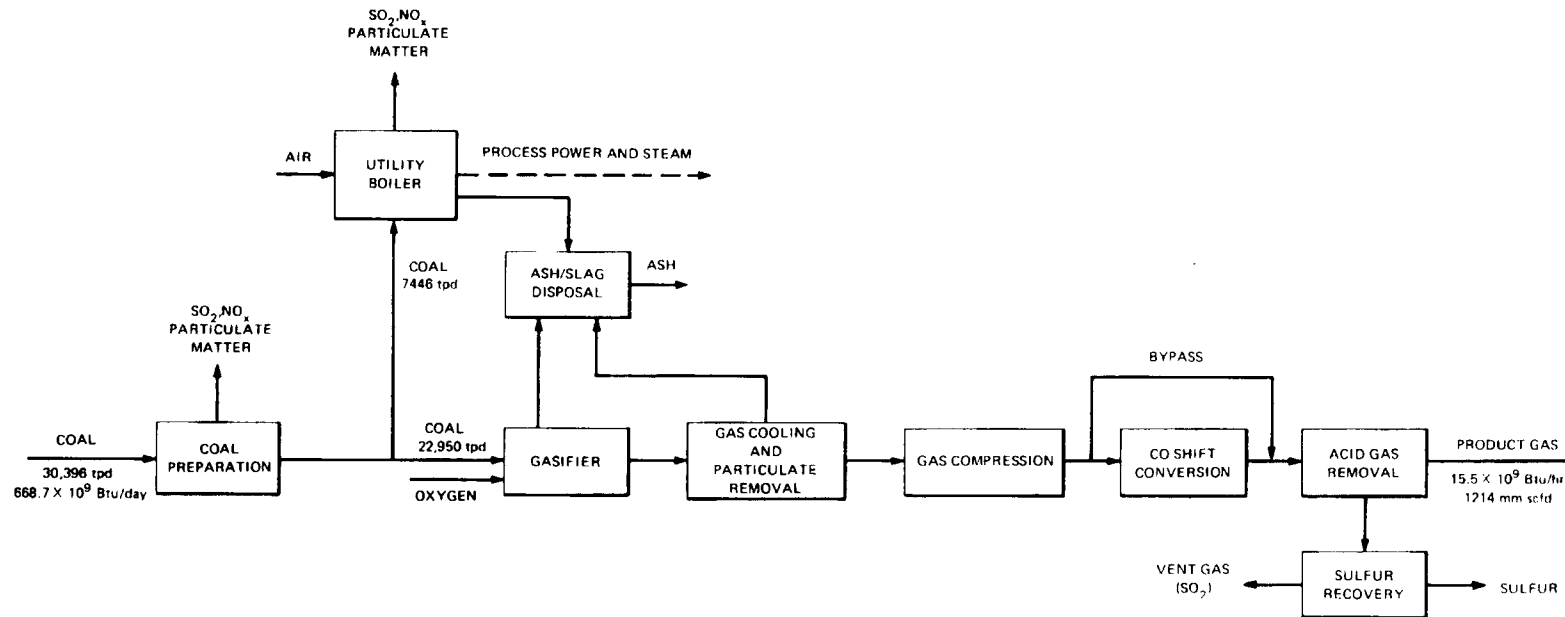 SO₂,NOₓ
PARTICULATE
MATTER
AIR
UTILITY
BOILER
PROCESS POWER AND STEAM
COAL
7446 tpd
ASH/SLAG
DISPOSAL
ASH
SO₂,NOₓ
PARTICULATE
MATTER
BYPASS
COAL
30,396 tpd
668.7 × 10⁹ Btu/day
COAL
PREPARATION
COAL
22,950 tpd
OXYGEN
GASIFIER
GAS COOLING
AND
PARTICULATE
REMOVAL
GAS COMPRESSION
CO SHIFT
CONVERSION
ACID GAS
REMOVAL
PRODUCT GAS
15.5 × 10⁹ Btu/hr
1214 mm scfd
VENT GAS
(SO₂)
SULFUR
RECOVERY
SULFUR